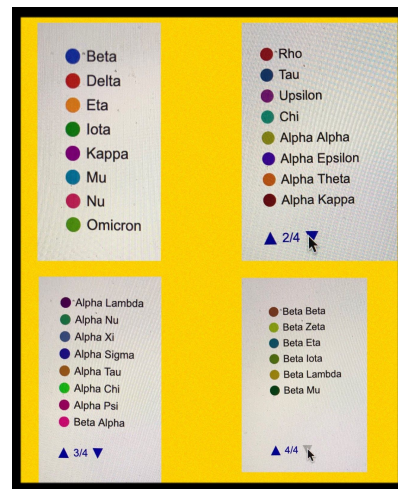 Beta
Delta
Eta
Iota
Kappa
Mu
Nu
Omicron
Rho
Tau
Upsilon
Chi
Alpha Alpha
Alpha Epsilon
Alpha Theta
Alpha Kappa
2/4
Alpha Lambda
Alpha Nu
Alpha Xi
Alpha Sigma
Alpha Tau
Alpha Chi
Alpha Psi
Beta Alpha
3/4
Beta Beta
Beta Zeta
Beta Eta
Beta Iota
Beta Lambda
Beta Mu
4/4